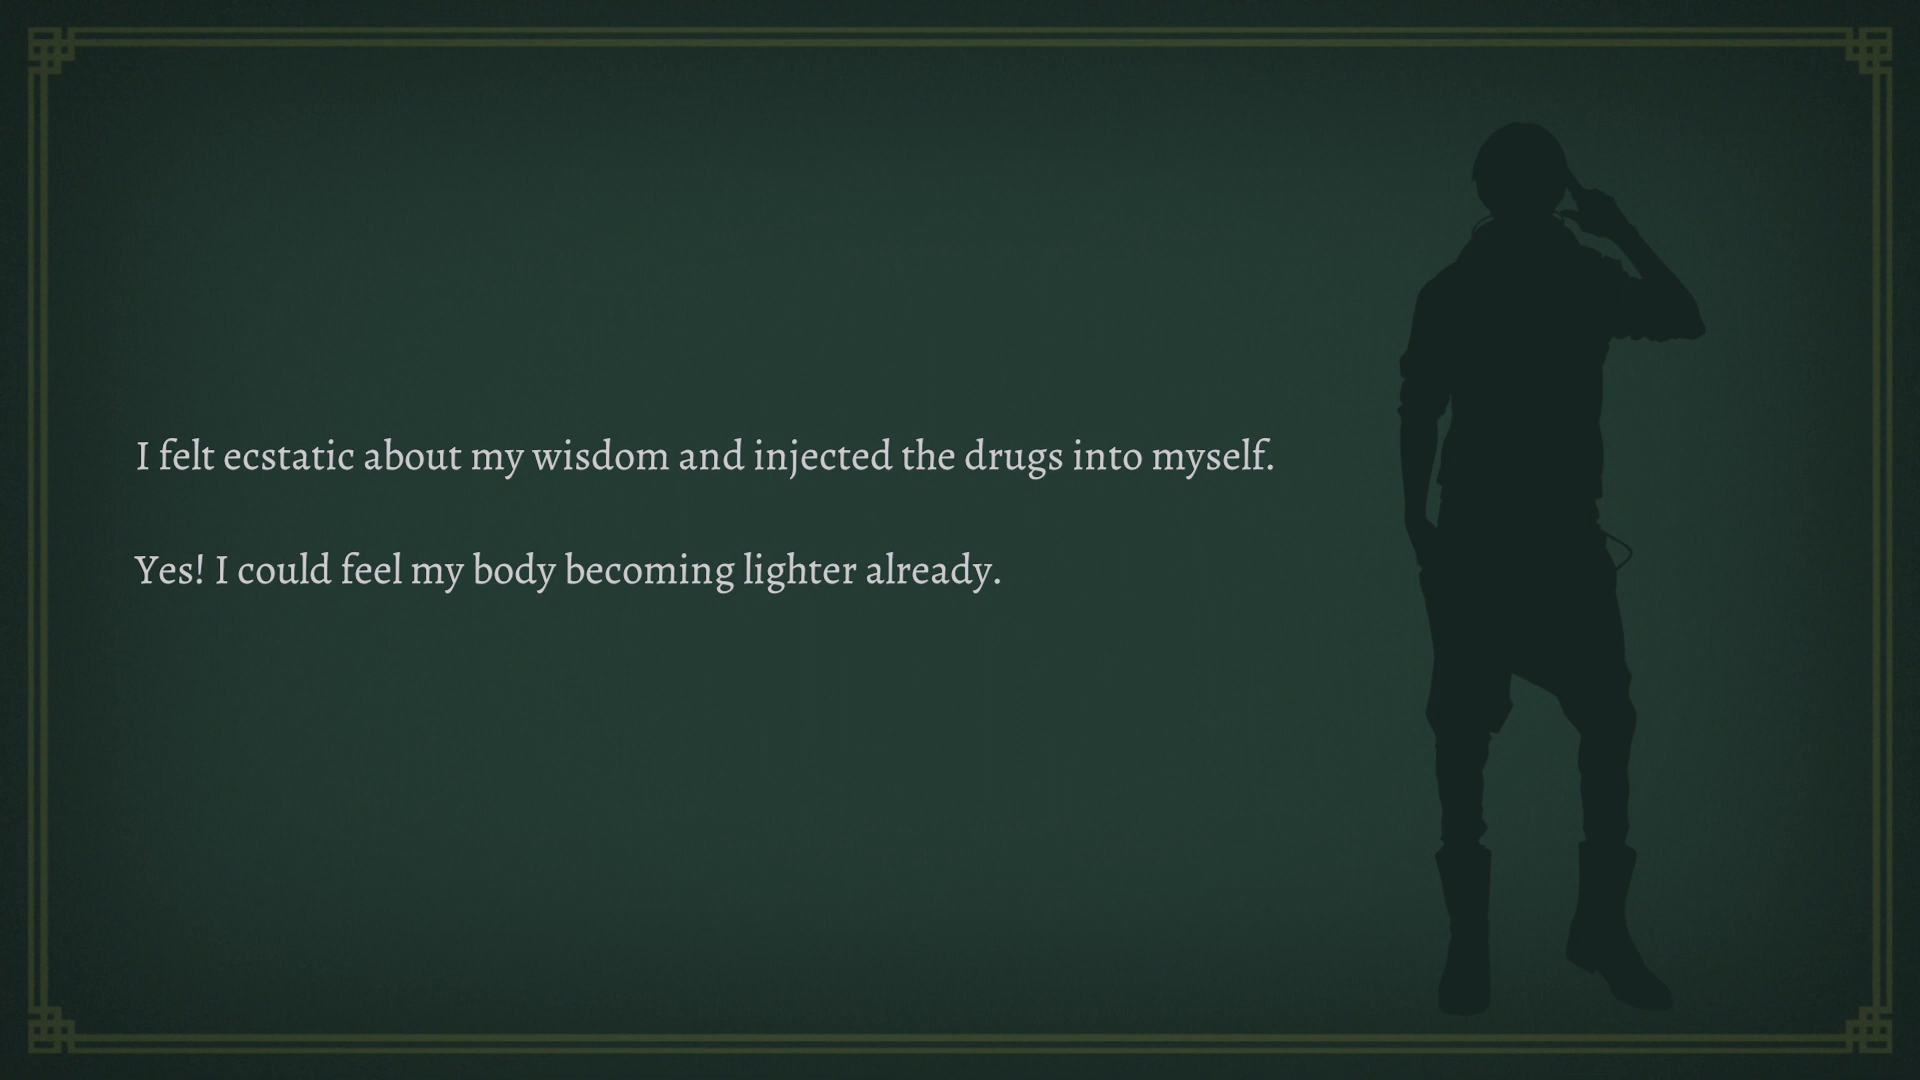 I felt ecstatic about my wisdom and injected the drugs into myself.
Yes! I could feel my body becoming lighter already.